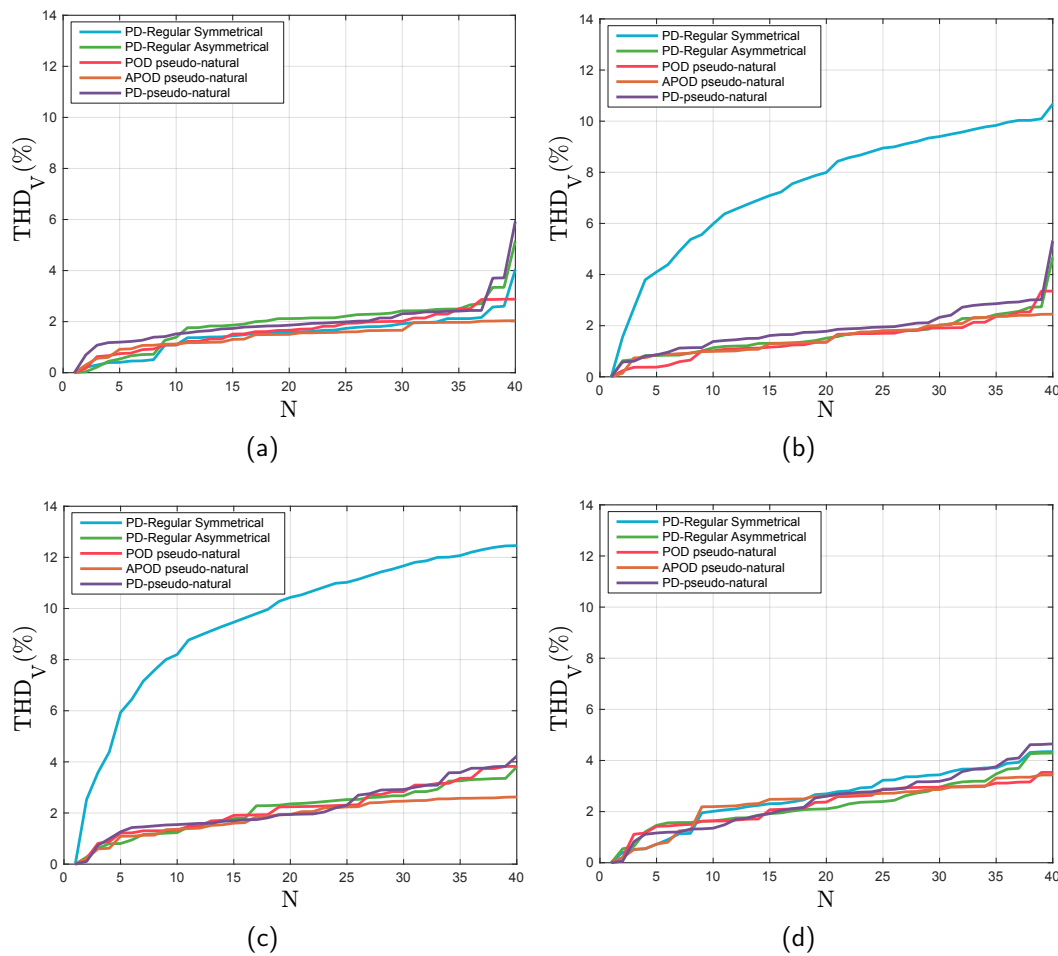 14
12
10
8
6
4
2
0
THD_V(%)
PD-Regular Symmetrical
PD-Regular Asymmetrical
POD pseudo-natural
APOD pseudo-natural
PD-pseudo-natural
0 5 10 15 20 25 30 35 40
N
(a)
14
12
10
8
6
4
2
0
THD_V(%)
PD-Regular Symmetrical
PD-Regular Asymmetrical
POD pseudo-natural
APOD pseudo-natural
PD-pseudo-natural
0 5 10 15 20 25 30 35 40
N
(b)
14
12
10
8
6
4
2
0
THD_V(%)
PD-Regular Symmetrical
PD-Regular Asymmetrical
POD pseudo-natural
APOD pseudo-natural
PD-pseudo-natural
0 5 10 15 20 25 30 35 40
N
(c)
14
12
10
8
6
4
2
0
THD_V(%)
PD-Regular Symmetrical
PD-Regular Asymmetrical
POD pseudo-natural
APOD pseudo-natural
PD-pseudo-natural
0 5 10 15 20 25 30 35 40
N
(d)